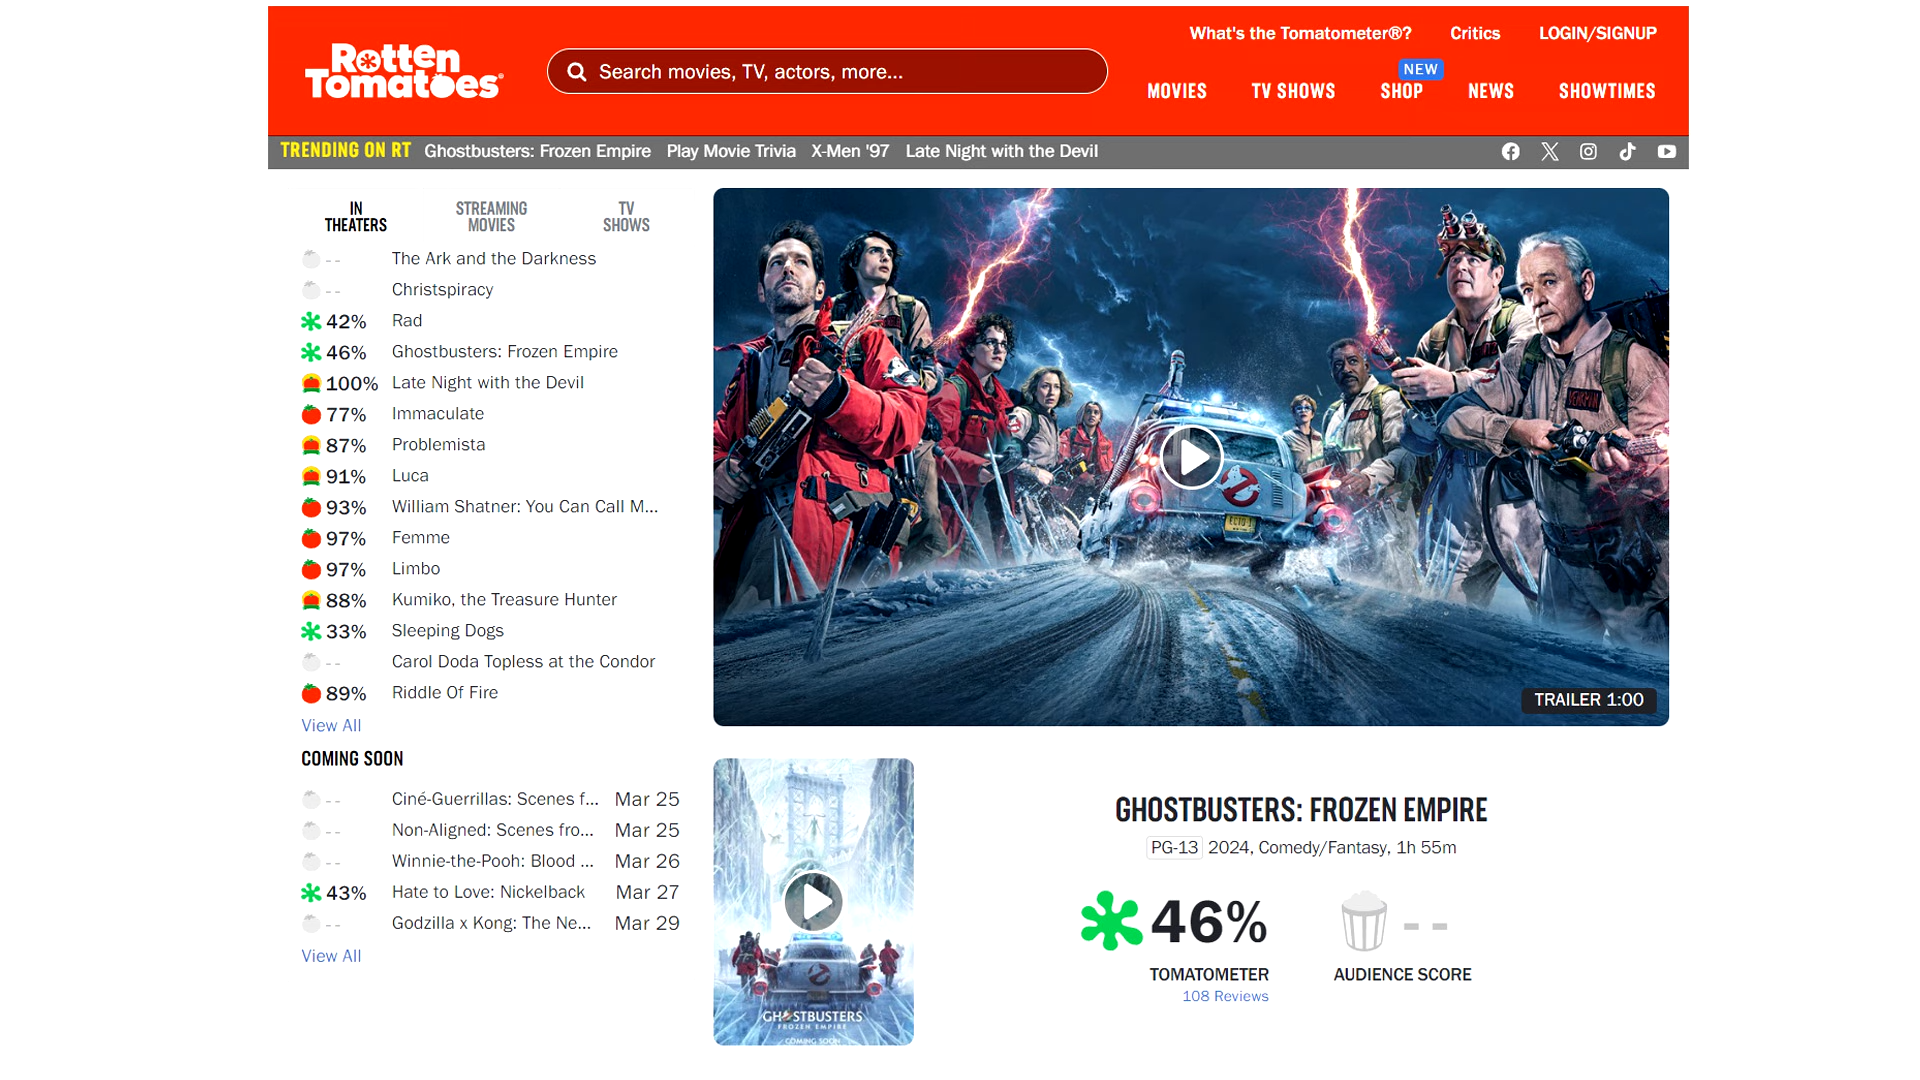 What's the Tomatometer®? Critics LOGIN/SIGNUP
Rotten
Tomatoes®
Search movies, TV, actors, more...
NEW
MOVIES TV SHOWS SHOP NEWS SHOWTIMES
TRENDING ON RT Ghostbusters: Frozen Empire Play Movie Trivia X-Men '97 Late Night with the Devil
IN THEATERS
STREAMING MOVIES
TV SHOWS
-- The Ark and the Darkness
-- Christspiracy
42% Rad
46% Ghostbusters: Frozen Empire
100% Late Night with the Devil
77% Immaculate
87% Problemista
91% Luca
93% William Shatner: You Can Call M...
97% Femme
97% Limbo
88% Kumiko, the Treasure Hunter
33% Sleeping Dogs
-- Carol Doda Topless at the Condor
89% Riddle Of Fire
View All
COMING SOON
-- Ciné-Guerrillas: Scenes f... Mar 25
-- Non-Aligned: Scenes fro... Mar 25
-- Winnie-the-Pooh: Blood ... Mar 26
43% Hate to Love: Nickelback Mar 27
-- Godzilla x Kong: The Ne... Mar 29
View All
ECTO-1
TRAILER 1:00
GHOSTBUSTERS
FROZEN EMPIRE
COMING SOON
GHOSTBUSTERS: FROZEN EMPIRE
PG-13 2024, Comedy/Fantasy, 1h 55m
46% --
TOMATOMETER AUDIENCE SCORE
108 Reviews